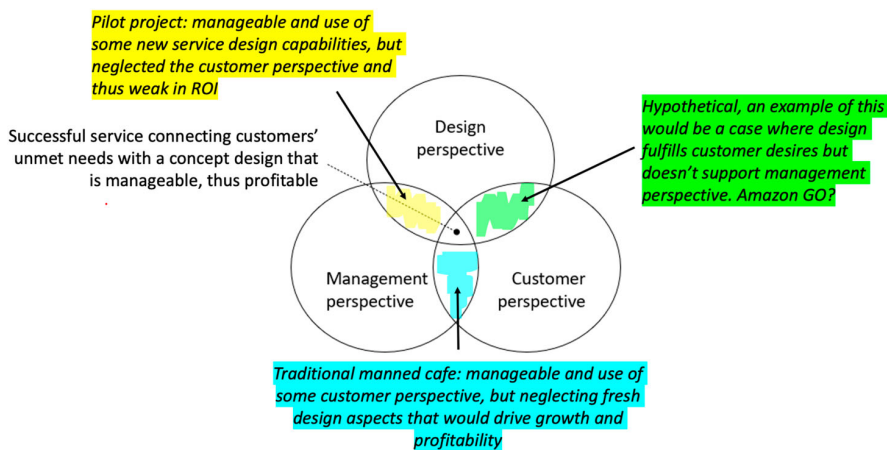 Pilot project: manageable and use of
some new service design capabilities, but
neglected the customer perspective and
thus weak in ROI
Successful service connecting customers’
unmet needs with a concept design that
is manageable, thus profitable
Design
perspective
Hypothetical, an example of this
would be a case where design
fulfills customer desires but
doesn’t support management
perspective. Amazon GO?
Management
perspective
Customer
perspective
Traditional manned cafe: manageable and use of
some customer perspective, but neglecting fresh
design aspects that would drive growth and
profitability